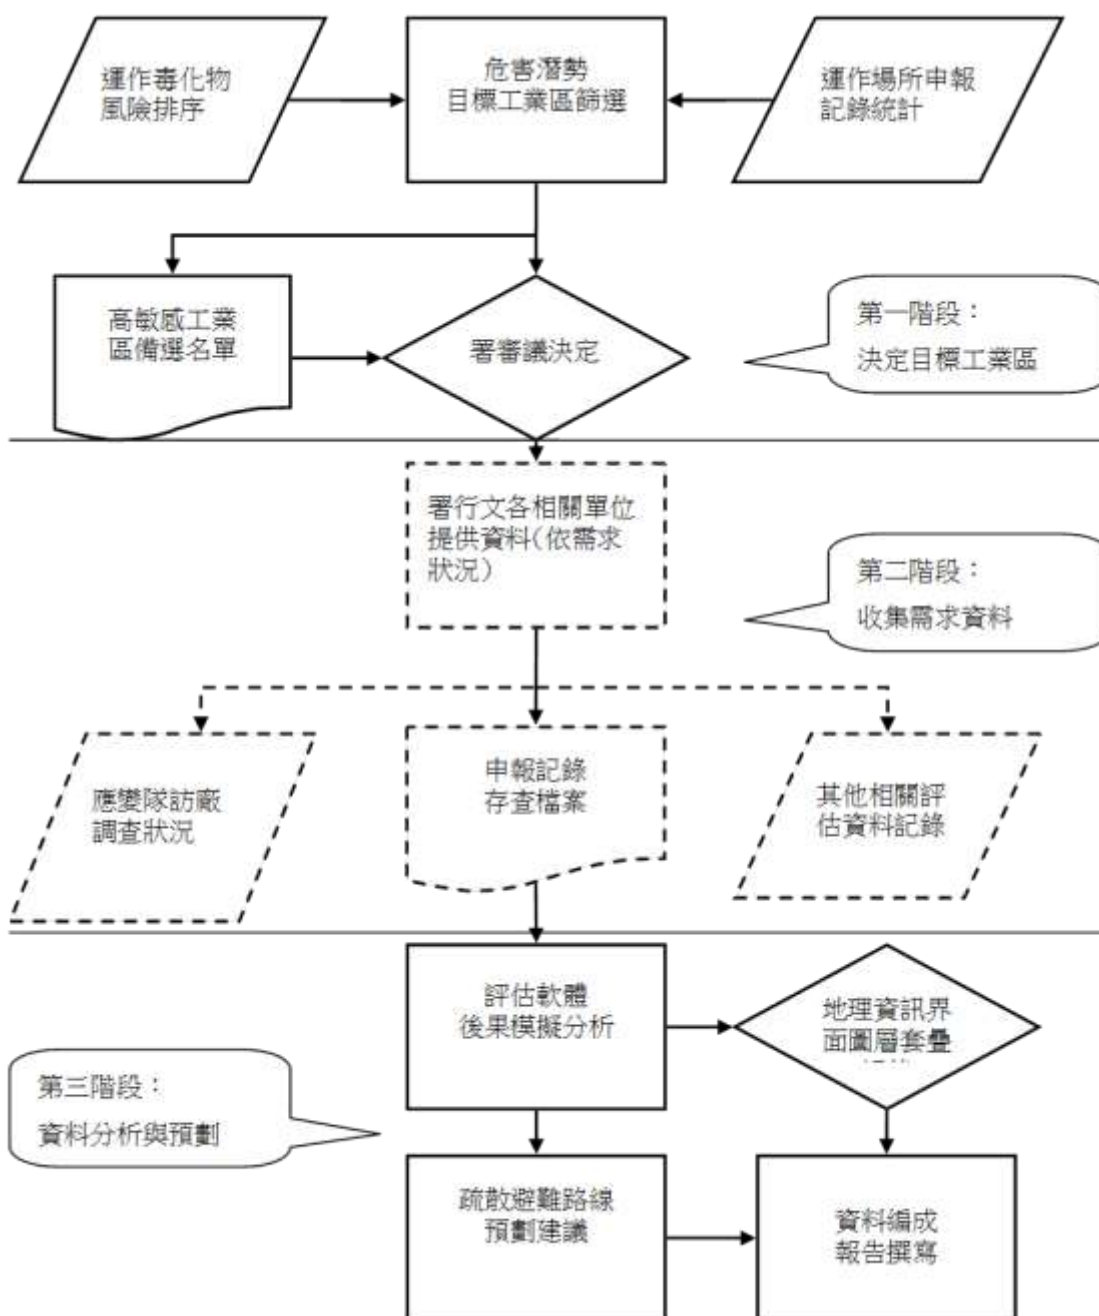 運作毒化物
風險排序
危害潛勢
目標工業區篩選
運作場所申報
記錄統計
高敏感工業
區備選名單
署審議決定
第一階段：
決定目標工業區
署行文各相關單位
提供資料(依需求
狀況)
第二階段：
收集需求資料
應變隊訪廠
調查狀況
申報記錄
存查檔案
其他相關評
估資料記錄
評估軟體
後果模擬分析
地理資訊界
面圖層套疊
第三階段：
資料分析與預劃
疏散避難路線
預劃建議
資料編成
報告撰寫